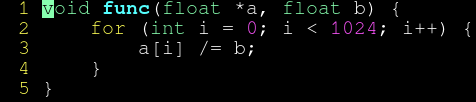 1 void func(float *a, float b) {
2     for (int i = 0; i < 1024; i++) {
3         a[i] /= b;
4     }
5 }